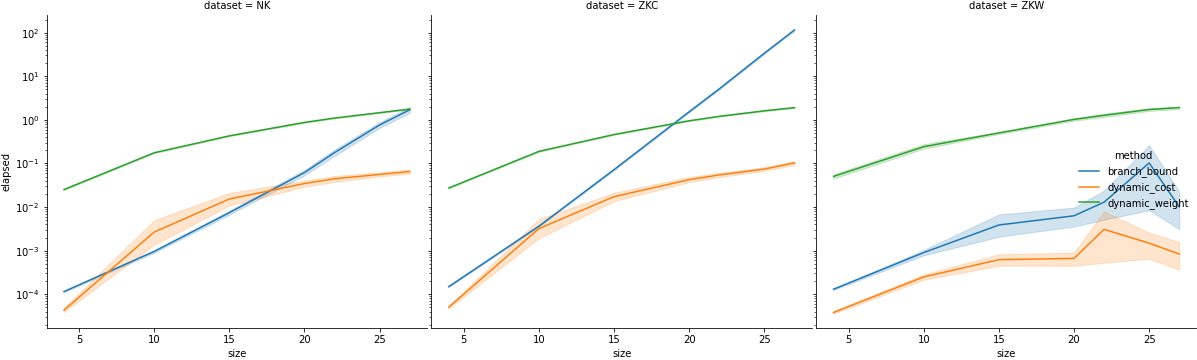 dataset = NK
dataset = ZKC
dataset = ZKW
elapsed
10²
10¹
10⁰
10⁻¹
10⁻²
10⁻³
10⁻⁴
5 10 15 20 25
size
5 10 15 20 25
size
5 10 15 20 25
size
method
branch_bound
dynamic_cost
dynamic_weight